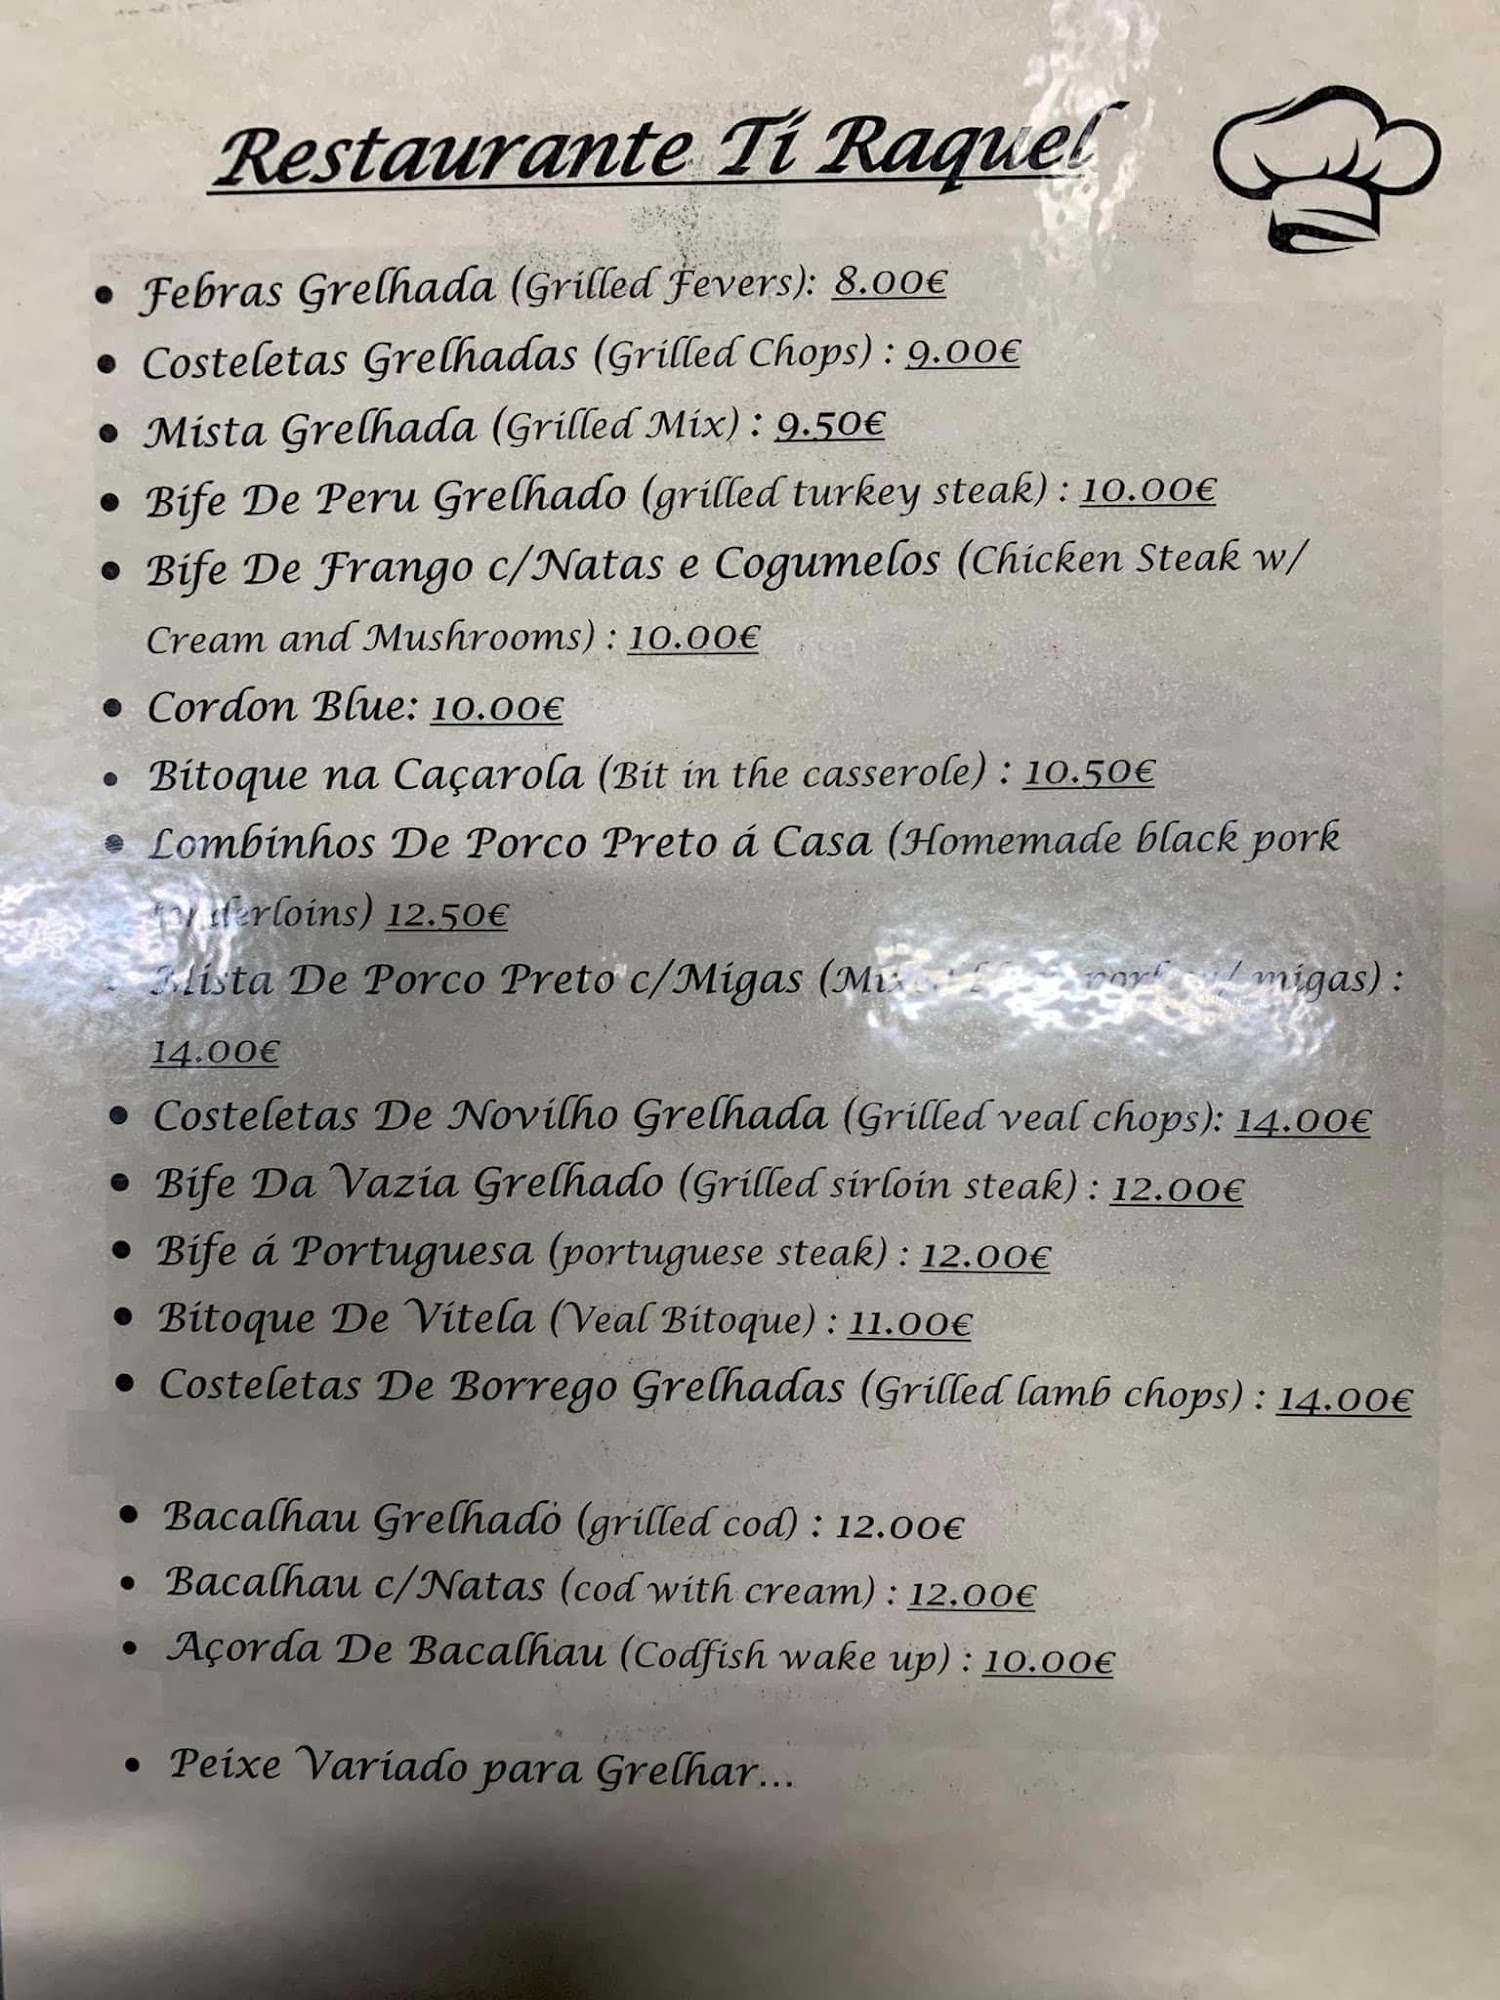 Restaurante Tí Raquel
• Febras Grelhada (Grilled Fevers): 8.00€
• Costeletas Grelhadas (Grilled Chops) : 9.00€
• Mista Grelhada (Grilled Mix) : 9.50€
• Bife De Peru Grelhado (grilled turkey steak) : 10.00€
• Bife De Frango c/Natas e Cogumelos (Chicken Steak w/
Cream and Mushrooms) : 10.00€
• Cordon Blue: 10.00€
• Bitoque na Caçarola (Bit in the casserole) : 10.50€
• Lombinhos De Porco Preto á Casa (Homemade black pork
tenderloins) 12.50€
• Mista De Porco Preto c/Migas (Mixed black pork w/ migas) :
14.00€
• Costeletas De Novilho Grelhada (Grilled veal chops): 14.00€
• Bife Da Vazia Grelhado (Grilled sirloin steak) : 12.00€
• Bife á Portuguesa (portuguese steak) : 12.00€
• Bitoque De Vitela (Veal Bitoque) : 11.00€
• Costeletas De Borrego Grelhadas (Grilled lamb chops) : 14.00€
• Bacalhau Grelhado (grilled cod) : 12.00€
• Bacalhau c/Natas (cod with cream) : 12.00€
• Açorda De Bacalhau (Codfish wake up) : 10.00€
• Peixe Variado para Grelhar...